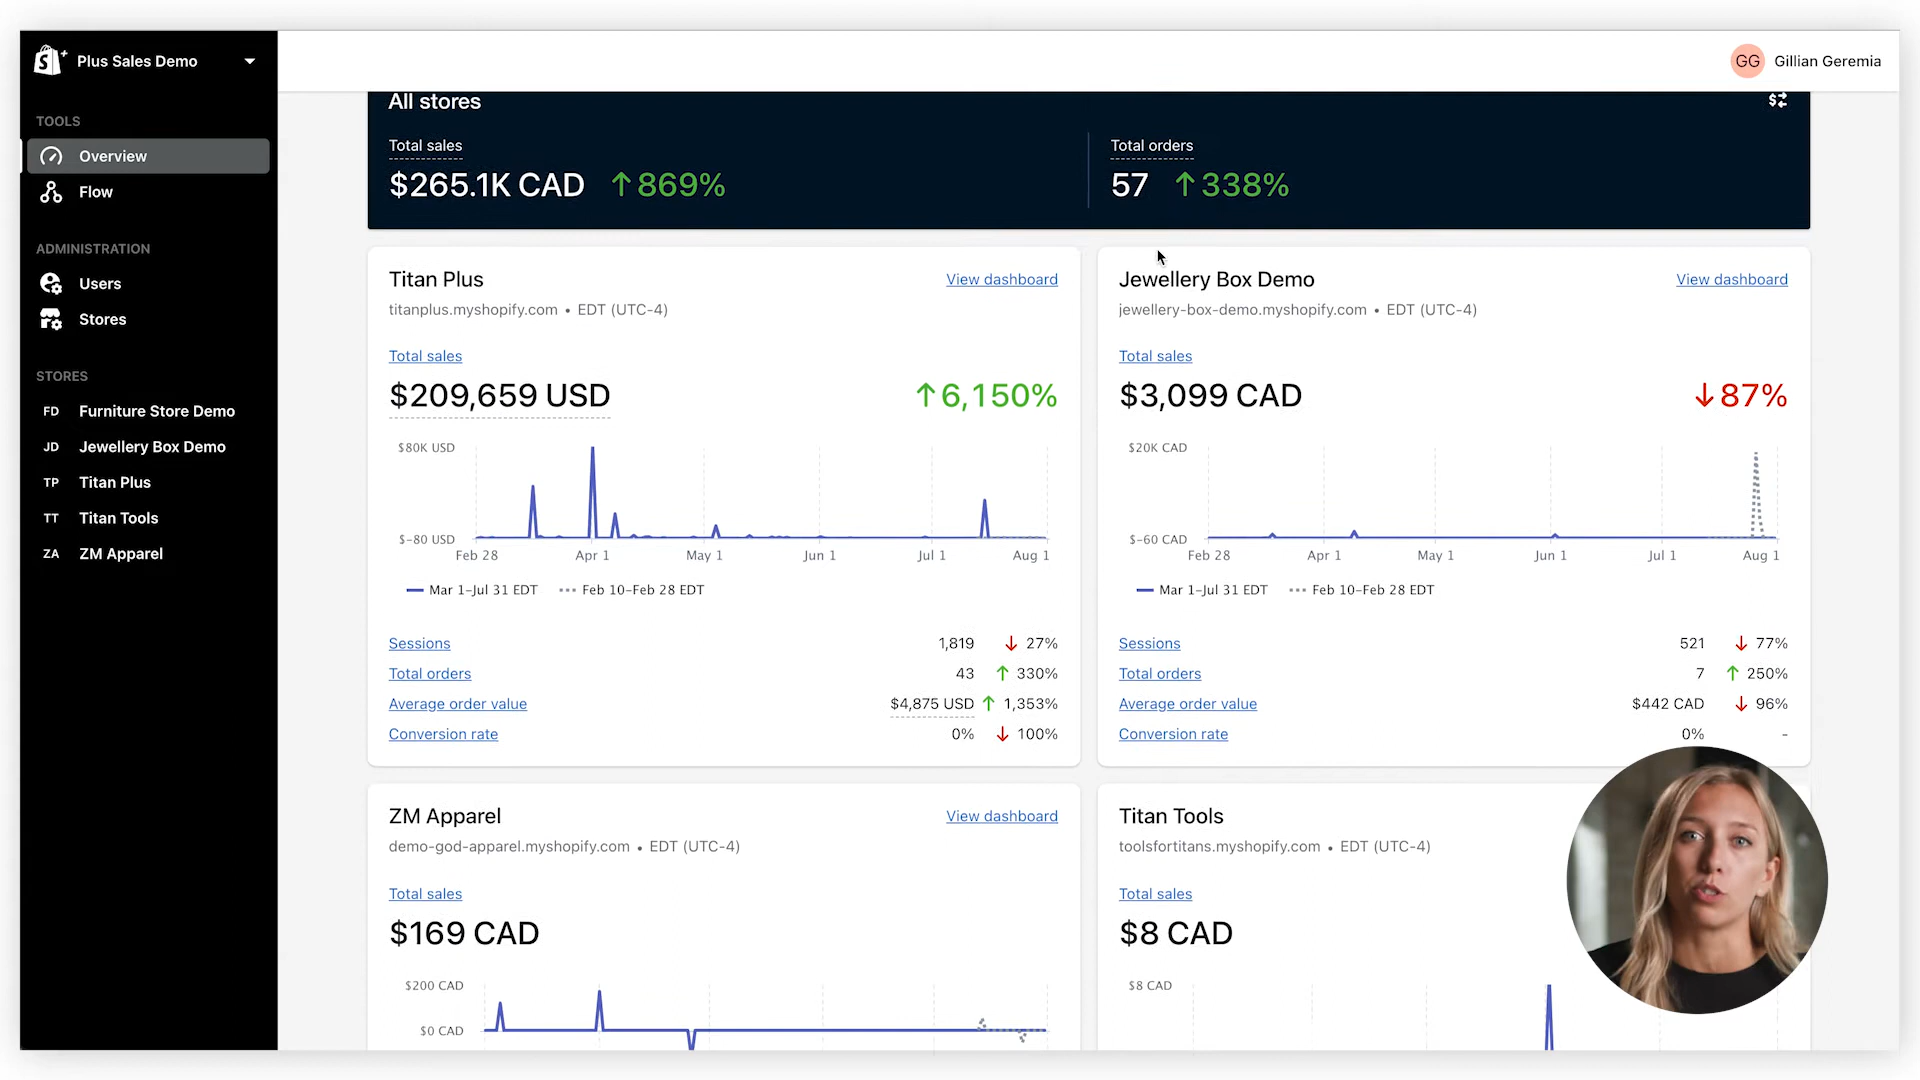 Plus Sales Demo
GG Gillian Geremia
TOOLS
Overview
Flow
ADMINISTRATION
Users
Stores
STORES
FD Furniture Store Demo
JD Jewellery Box Demo
TP Titan Plus
TT Titan Tools
ZA ZM Apparel
All stores
Total sales
$265.1K CAD ↑869%
Total orders
57 ↑338%
Titan Plus View dashboard
titanplus.myshopify.com • EDT (UTC-4)
Total sales
$209,659 USD ↑6,150%
$80K USD
$-80 USD
Feb 28 Apr 1 May 1 Jun 1 Jul 1 Aug 1
Mar 1–Jul 31 EDT Feb 10–Feb 28 EDT
Sessions 1,819 ↓ 27%
Total orders 43 ↑ 330%
Average order value $4,875 USD ↑ 1,353%
Conversion rate 0% ↓ 100%
Jewellery Box Demo View dashboard
jewellery-box-demo.myshopify.com • EDT (UTC-4)
Total sales
$3,099 CAD ↓87%
$20K CAD
$-60 CAD
Feb 28 Apr 1 May 1 Jun 1 Jul 1 Aug 1
Mar 1–Jul 31 EDT Feb 10–Feb 28 EDT
Sessions 521 ↓ 77%
Total orders 7 ↑ 250%
Average order value $442 CAD ↓ 96%
Conversion rate 0% -
ZM Apparel View dashboard
demo-god-apparel.myshopify.com • EDT (UTC-4)
Total sales
$169 CAD
$200 CAD
$0 CAD
Titan Tools
toolsfortitans.myshopify.com • EDT (UTC-4)
Total sales
$8 CAD
$8 CAD